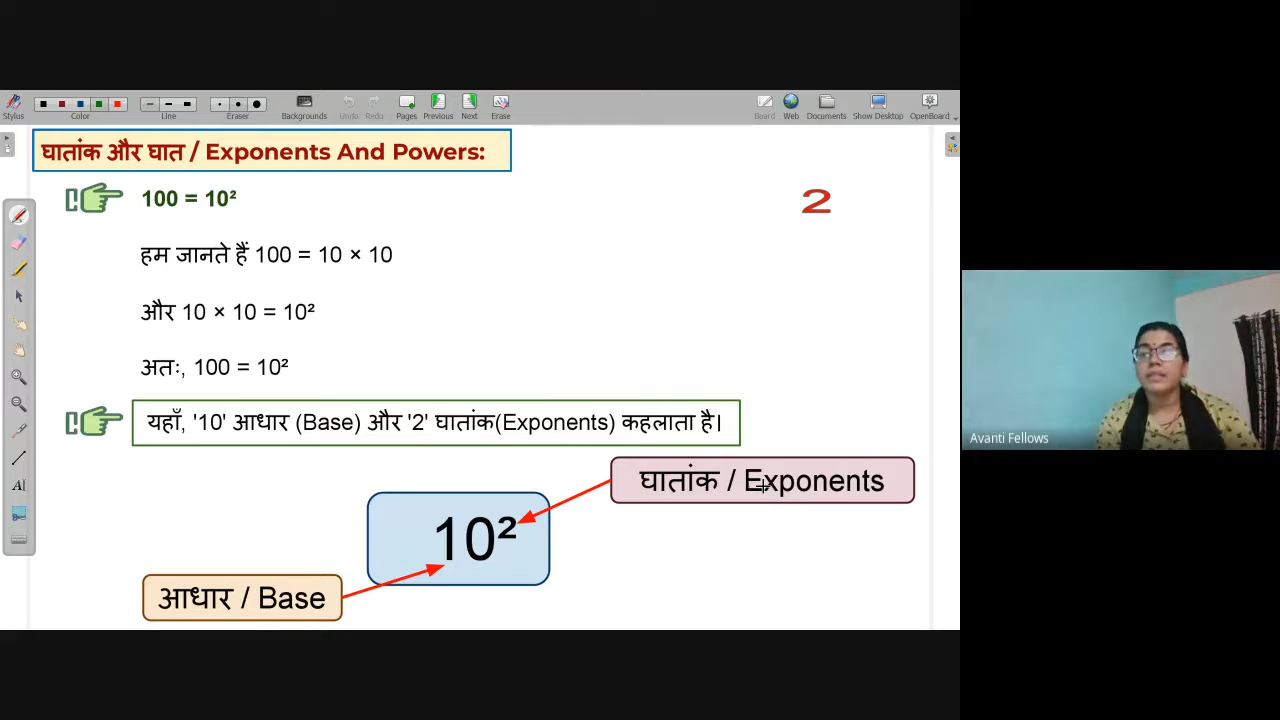 Stylus
Color
Line
Eraser
Backgrounds
Undo
Redo
Pages
Previous
Next
Erase
Board
Web
Documents
Show Desktop
OpenBoard
घातांक और घात / Exponents And Powers:
100 = 10²
2
हम जानते हैं 100 = 10 × 10
और 10 × 10 = 10²
अतः, 100 = 10²
यहाँ, '10' आधार (Base) और '2' घातांक(Exponents) कहलाता है।
घातांक / Exponents
10²
आधार / Base
Avanti Fellows